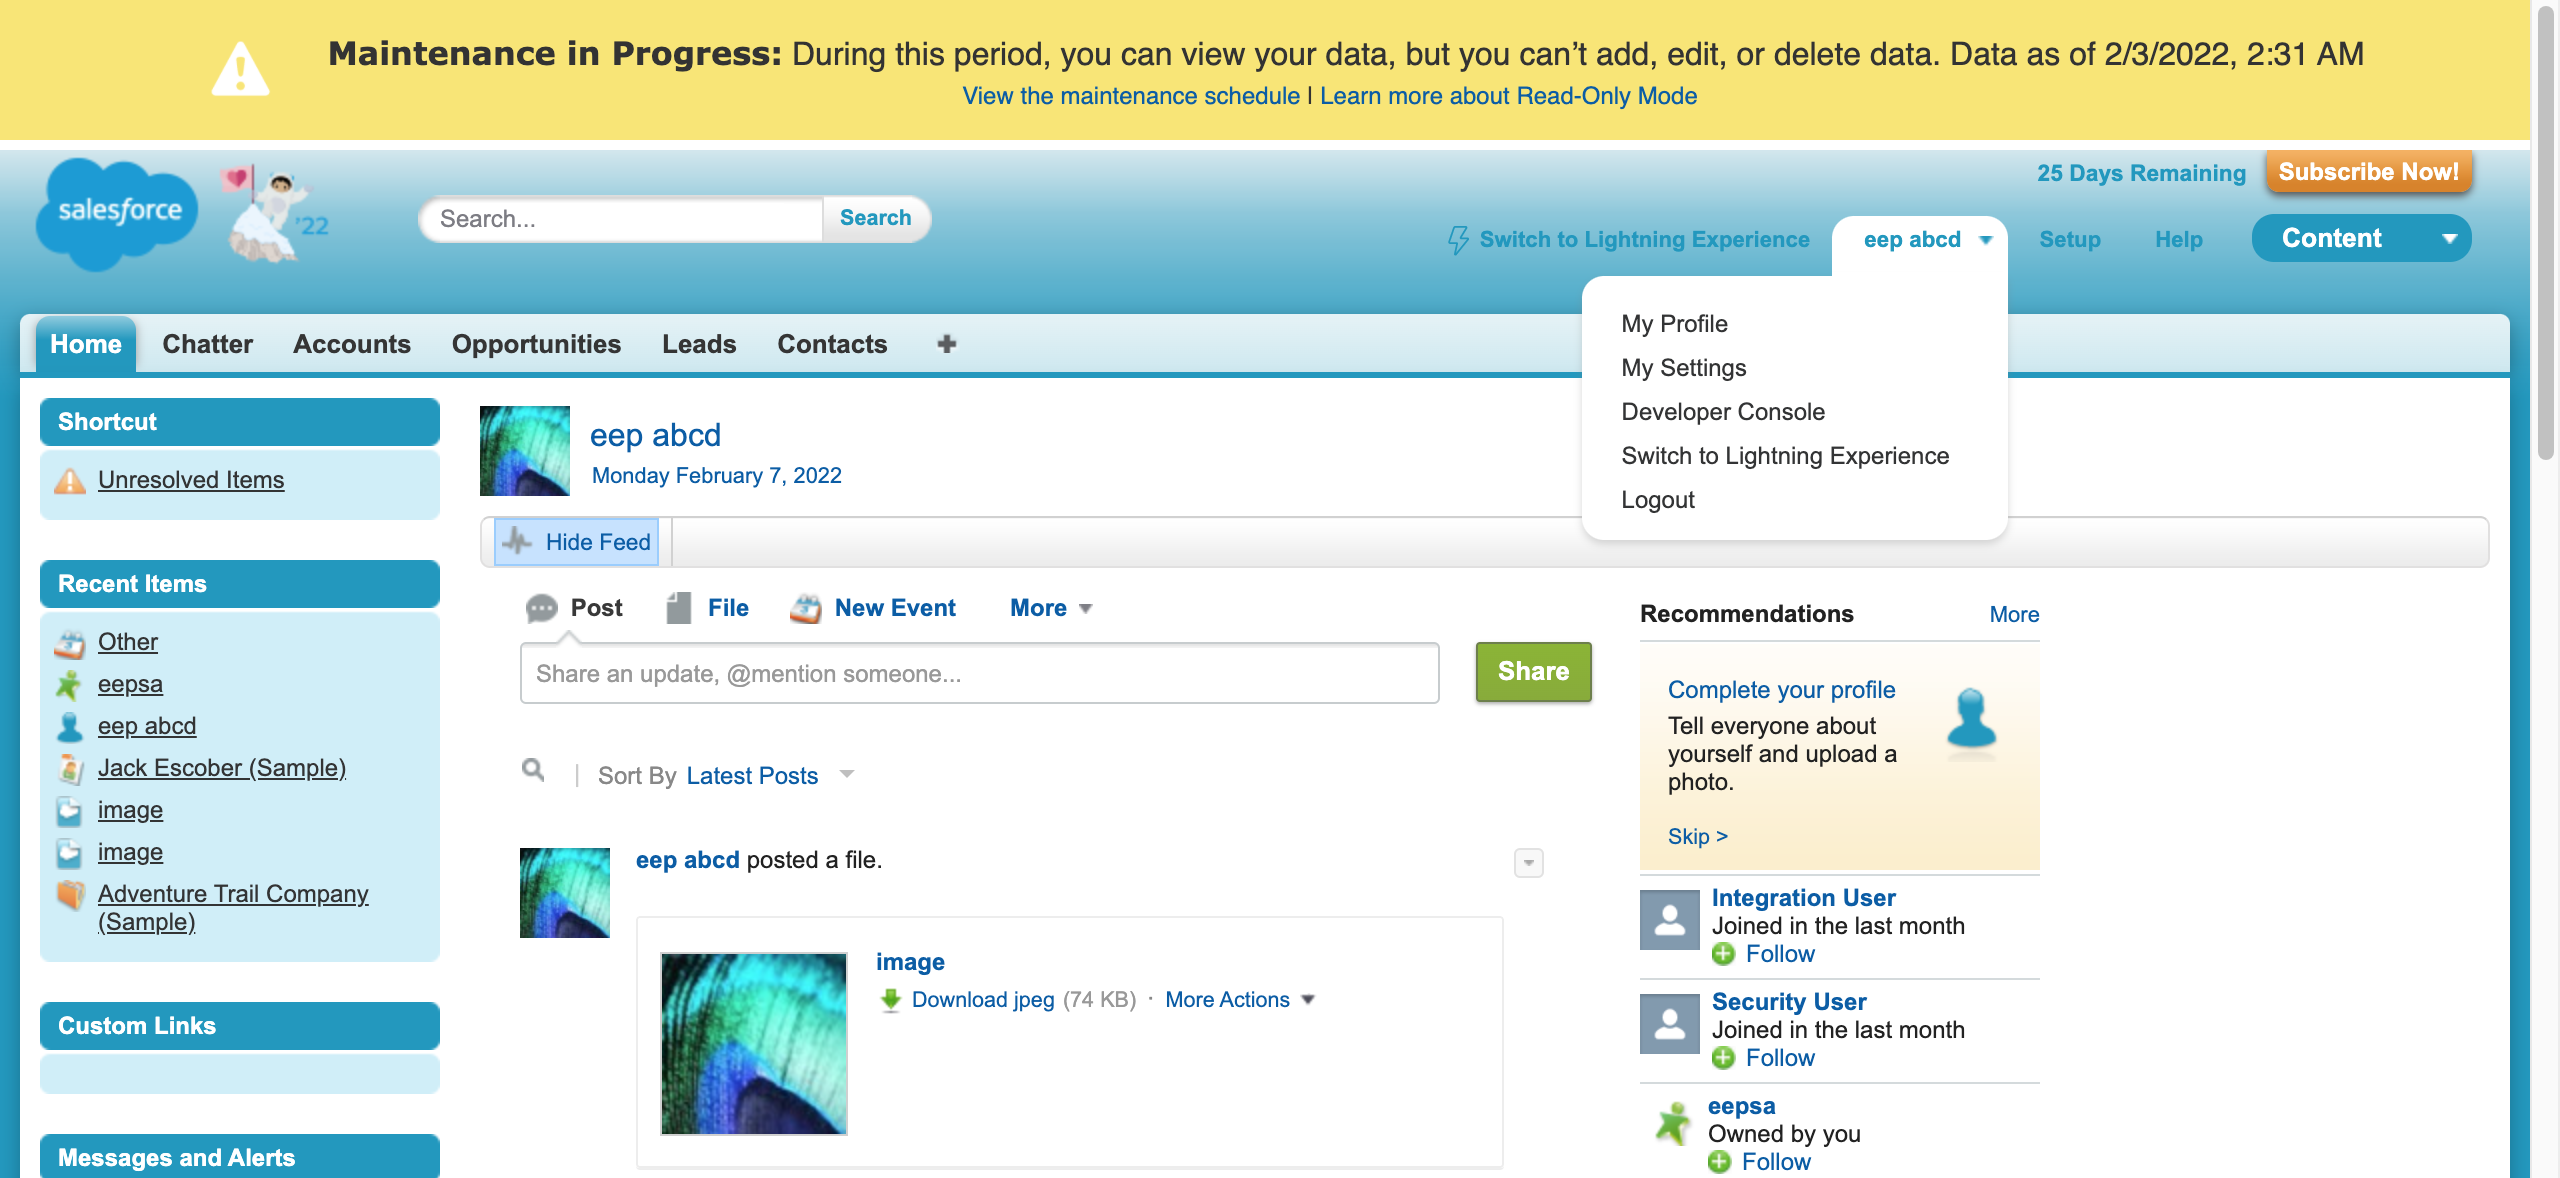 Maintenance in Progress: During this period, you can view your data, but you can’t add, edit, or delete data. Data as of 2/3/2022, 2:31 AM
View the maintenance schedule | Learn more about Read-Only Mode
salesforce
'22
Search...
Search
25 Days Remaining
Subscribe Now!
Switch to Lightning Experience
eep abcd
Setup
Help
Content
My Profile
My Settings
Developer Console
Switch to Lightning Experience
Logout
Home
Chatter
Accounts
Opportunities
Leads
Contacts
Shortcut
Unresolved Items
Recent Items
Other
eepsa
eep abcd
Jack Escober (Sample)
image
image
Adventure Trail Company
(Sample)
Custom Links
Messages and Alerts
eep abcd
Monday February 7, 2022
Hide Feed
Post
File
New Event
More
Share an update, @mention someone...
Share
Sort By Latest Posts
eep abcd posted a file.
image
Download jpeg (74 KB) · More Actions
Recommendations
More
Complete your profile
Tell everyone about
yourself and upload a
photo.
Skip >
Integration User
Joined in the last month
Follow
Security User
Joined in the last month
Follow
eepsa
Owned by you
Follow